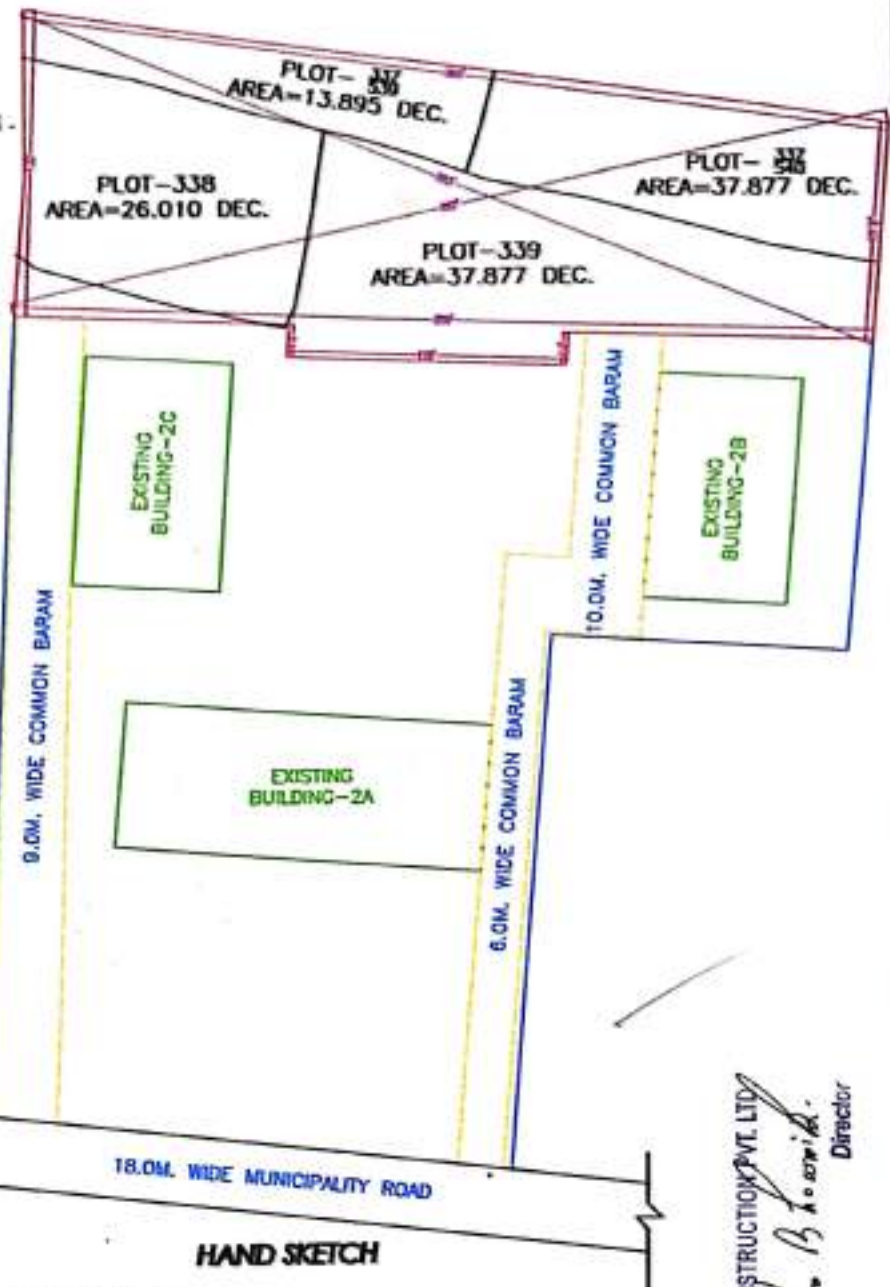 PLOT- 337/539
AREA=13.895 DEC.
PLOT- 337/540
AREA=37.877 DEC.
PLOT-338
AREA=26.010 DEC.
PLOT-339
AREA=37.877 DEC.
EXISTING
BUILDING-2C
10.0M. WIDE COMMON BARAM
EXISTING
BUILDING-2B
9.0M. WIDE COMMON BARAM
EXISTING
BUILDING-2A
6.0M. WIDE COMMON BARAM
18.0M. WIDE MUNICIPALITY ROAD
HAND SKETCH
STRUCTION PVT. LTD
Director